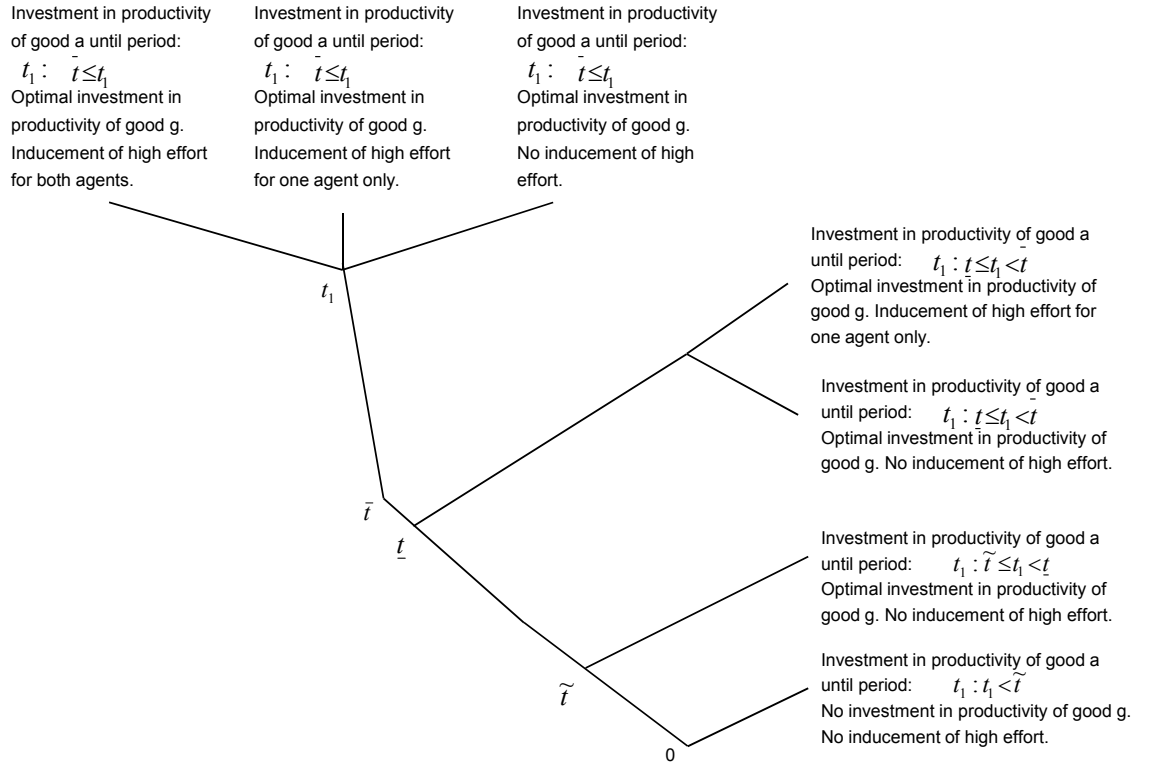 Investment in productivity
of good a until period:
t₁ : t̄ ≤ t₁
Optimal investment in
productivity of good g.
Inducement of high effort
for both agents.
Investment in productivity
of good a until period:
t₁ : t̄ ≤ t₁
Optimal investment in
productivity of good g.
Inducement of high effort
for one agent only.
Investment in productivity
of good a until period:
t₁ : t̄ ≤ t₁
Optimal investment in
productivity of good g.
No inducement of high
effort.
Investment in productivity of good a
until period: t₁ : t̲ ≤ t₁ < t̄
Optimal investment in productivity of
good g. Inducement of high effort for
one agent only.
t₁
Investment in productivity of good a
until period: t₁ : t̲ ≤ t₁ < t̄
Optimal investment in productivity of
good g. No inducement of high effort.
t̄
t̲
Investment in productivity of good a
until period: t₁ : t̃ ≤ t₁ < t̲
Optimal investment in productivity of
good g. No inducement of high effort.
t̃
Investment in productivity of good a
until period: t₁ : t₁ < t̃
No investment in productivity of good g.
No inducement of high effort.
0